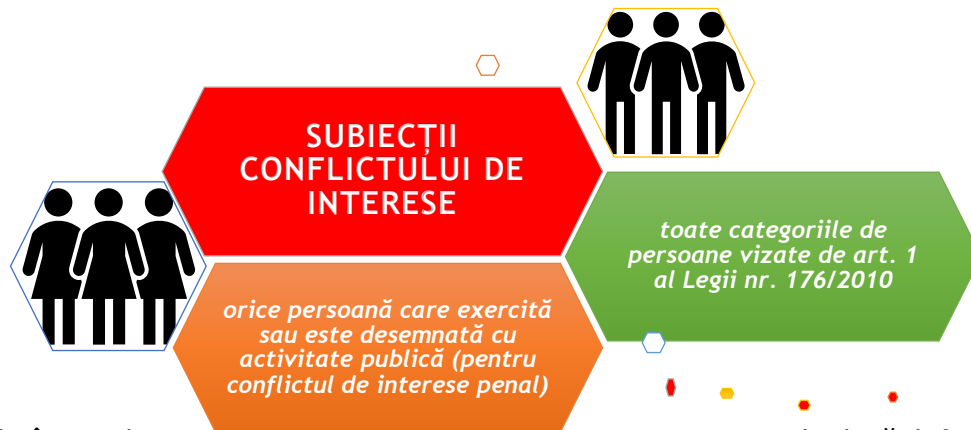 SUBIECȚII
CONFLICTULUI DE
INTERESE
toate categoriile de
persoane vizate de art. 1
al Legii nr. 176/2010
orice persoană care exercită
sau este desemnată cu
activitate publică (pentru
conflictul de interese penal)